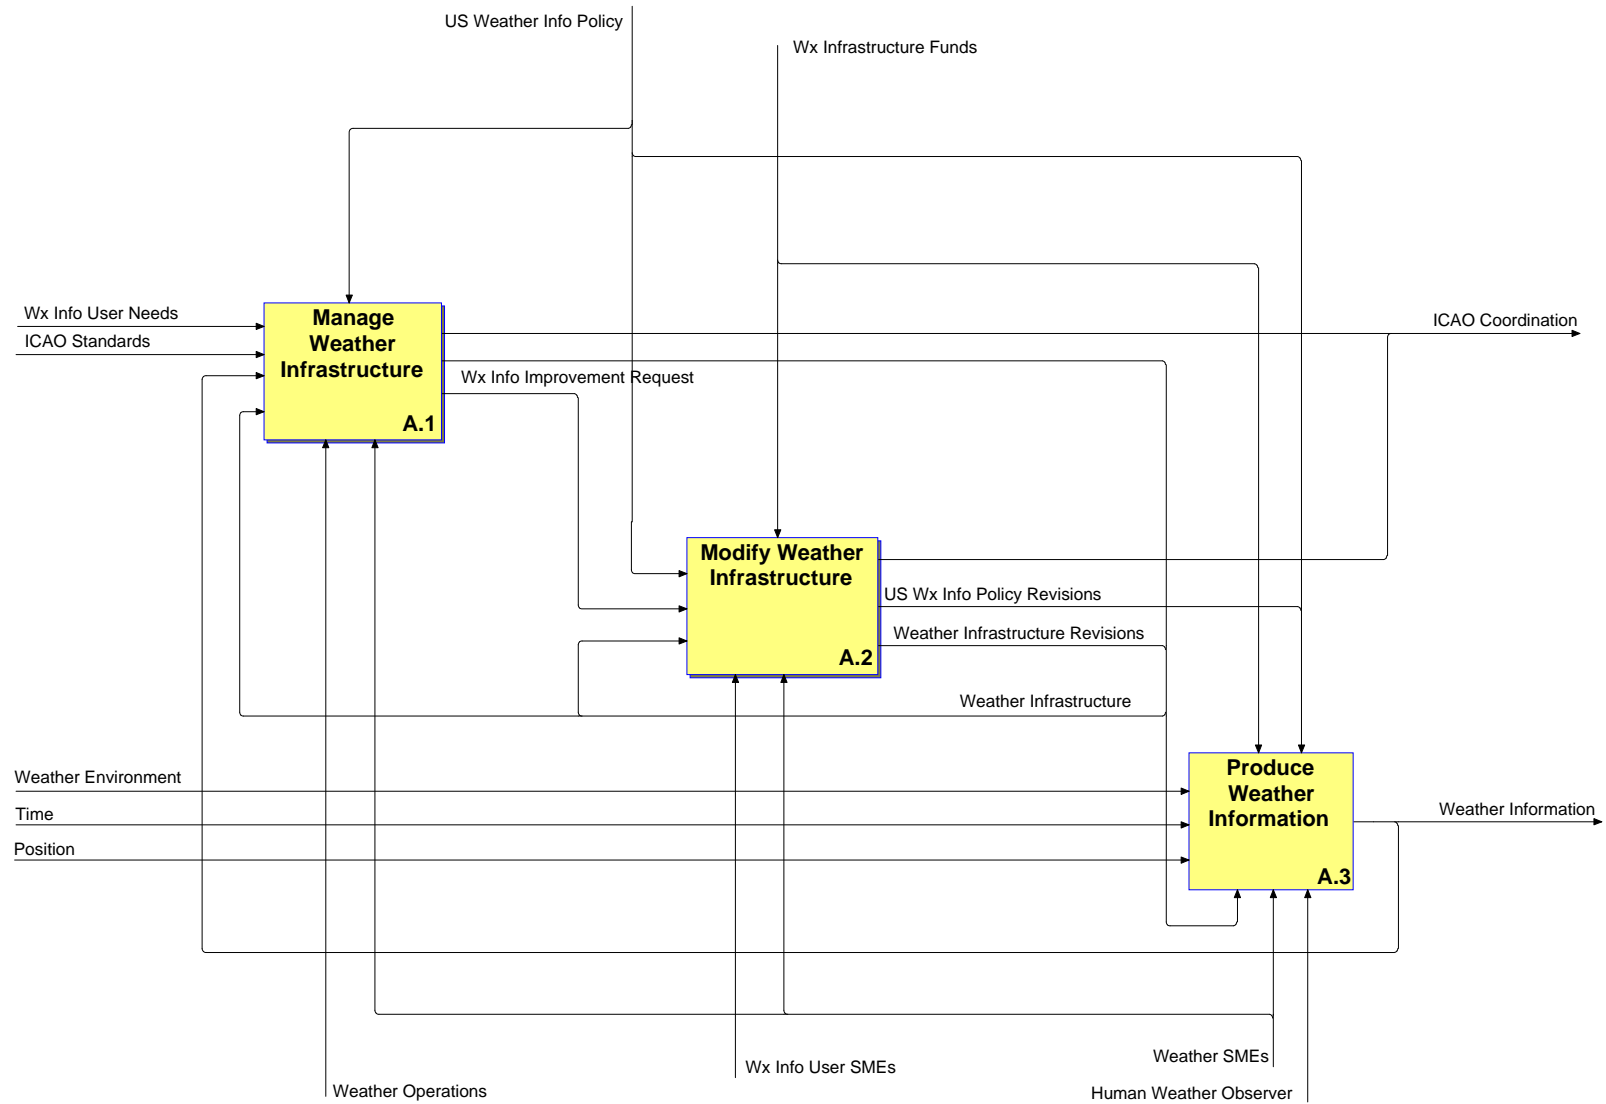 US Weather Info Policy
Wx Infrastructure Funds
Wx Info User Needs
ICAO Standards
Manage
Weather
Infrastructure
A.1
ICAO Coordination
Wx Info Improvement Request
Modify Weather
Infrastructure
A.2
US Wx Info Policy Revisions
Weather Infrastructure Revisions
Weather Infrastructure
Weather Environment
Time
Position
Produce
Weather
Information
A.3
Weather Information
Weather SMEs
Wx Info User SMEs
Weather Operations
Human Weather Observer